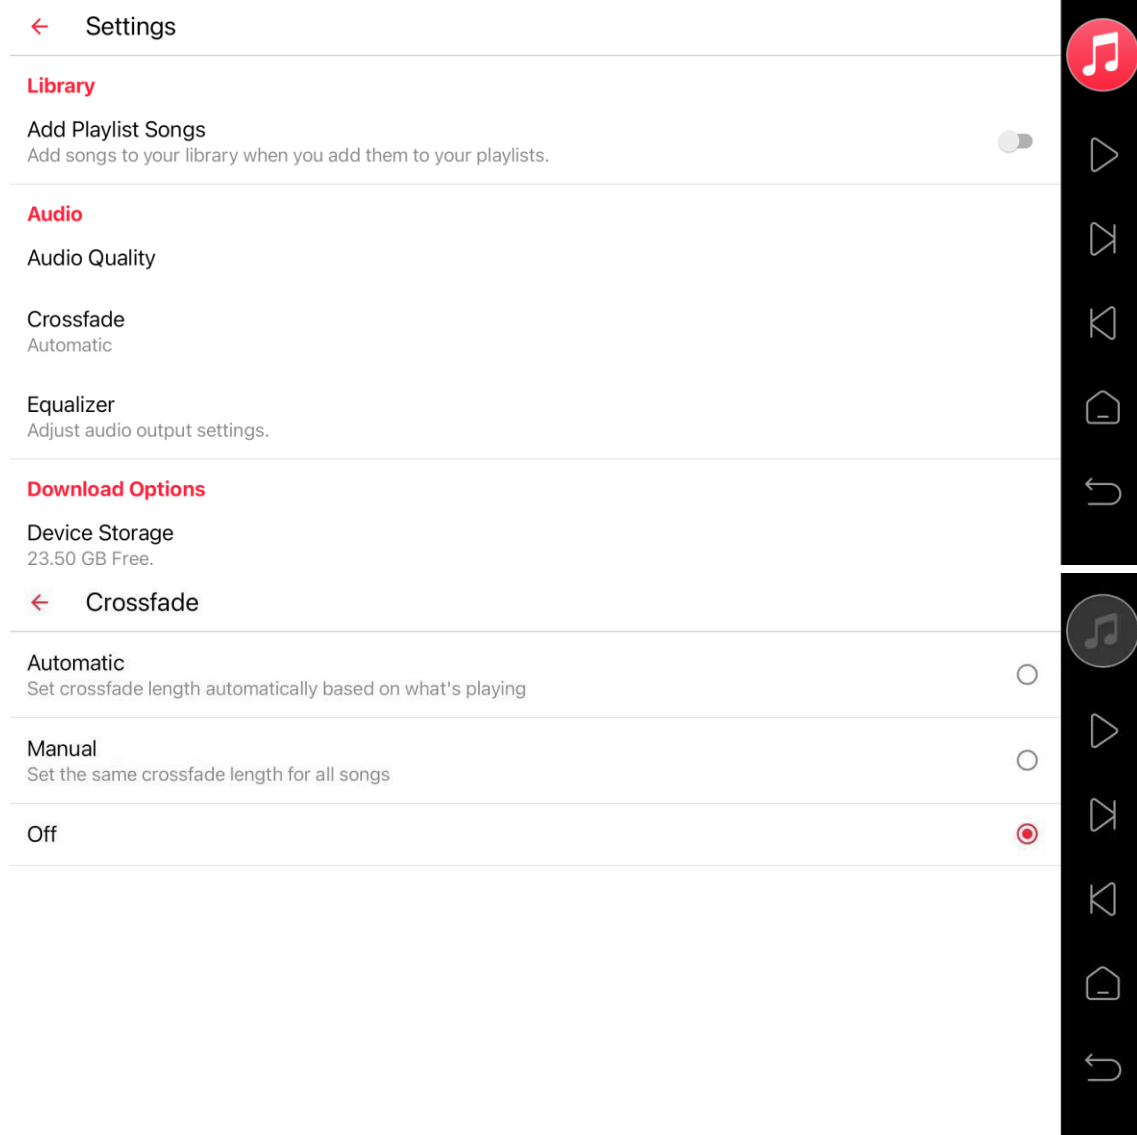 Settings
Library
Add Playlist Songs
Add songs to your library when you add them to your playlists.
Audio
Audio Quality
Crossfade
Automatic
Equalizer
Adjust audio output settings.
Download Options
Device Storage
23.50 GB Free.
Crossfade
Automatic
Set crossfade length automatically based on what's playing
Manual
Set the same crossfade length for all songs
Off